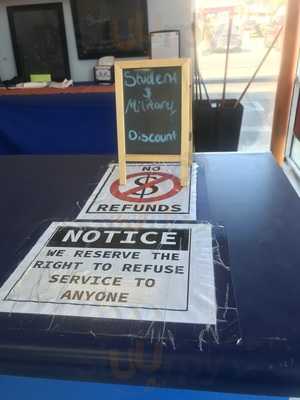 Student
&
Military
Discount
NO
$
REFUNDS
NOTICE
WE RESERVE THE
RIGHT TO REFUSE
SERVICE TO
ANYONE